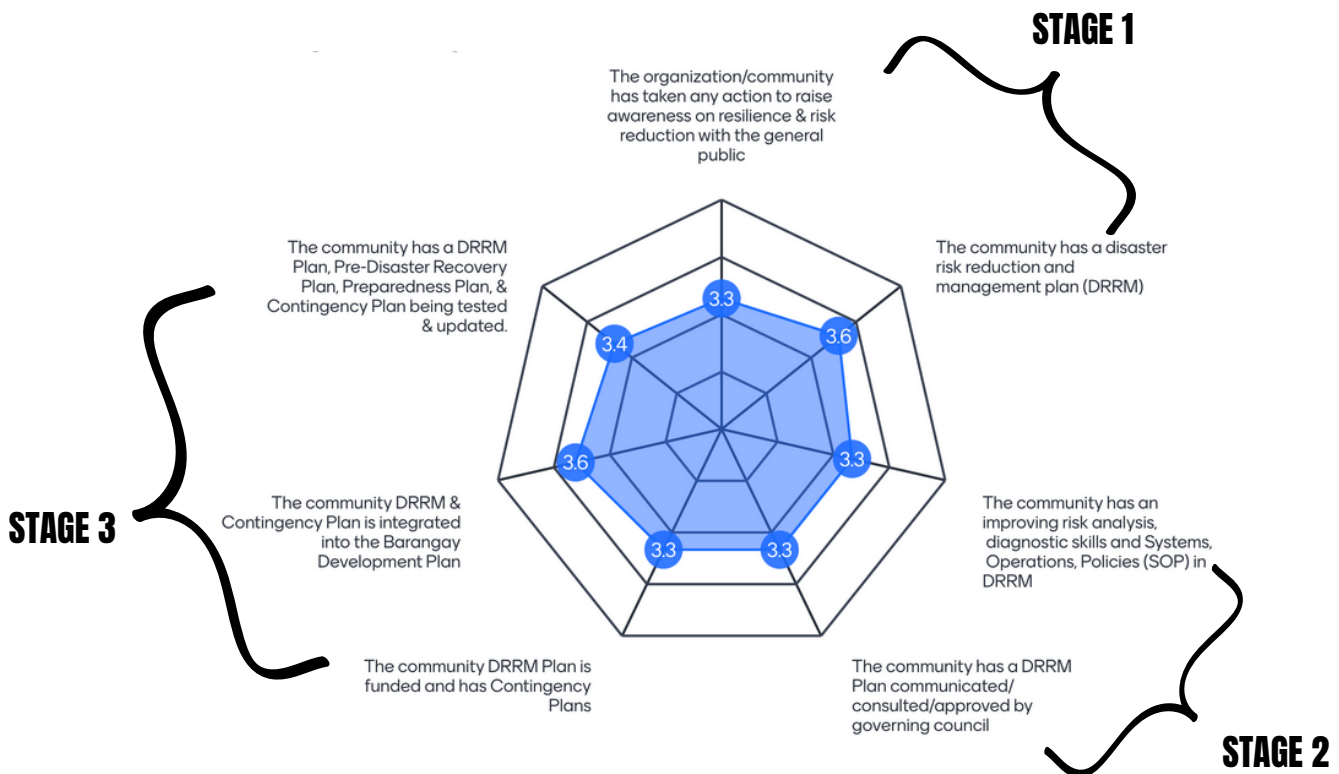 STAGE 1
The organization/community
has taken any action to raise
awareness on resilience & risk
reduction with the general
public
The community has a DRRM
Plan, Pre-Disaster Recovery
Plan, Preparedness Plan, &
Contingency Plan being tested
& updated.
The community has a disaster
risk reduction and
management plan (DRRM)
3.3
3.6
3.4
3.3
3.6
3.3
3.3
STAGE 3
The community DRRM &
Contingency Plan is integrated
into the Barangay
Development Plan
The community has an
improving risk analysis,
diagnostic skills and Systems,
Operations, Policies (SOP) in
DRRM
The community DRRM Plan is
funded and has Contingency
Plans
The community has a DRRM
Plan communicated/
consulted/approved by
governing council
STAGE 2